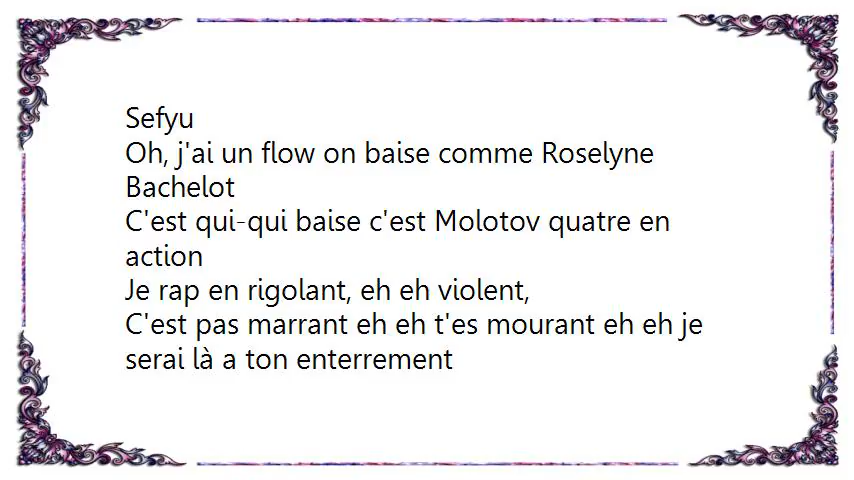 Sefyu
Oh, j'ai un flow on baise comme Roselyne
Bachelot
C'est qui-qui baise c'est Molotov quatre en
action
Je rap en rigolant, eh eh violent,
C'est pas marrant eh eh t'es mourant eh eh je
serai là a ton enterrement